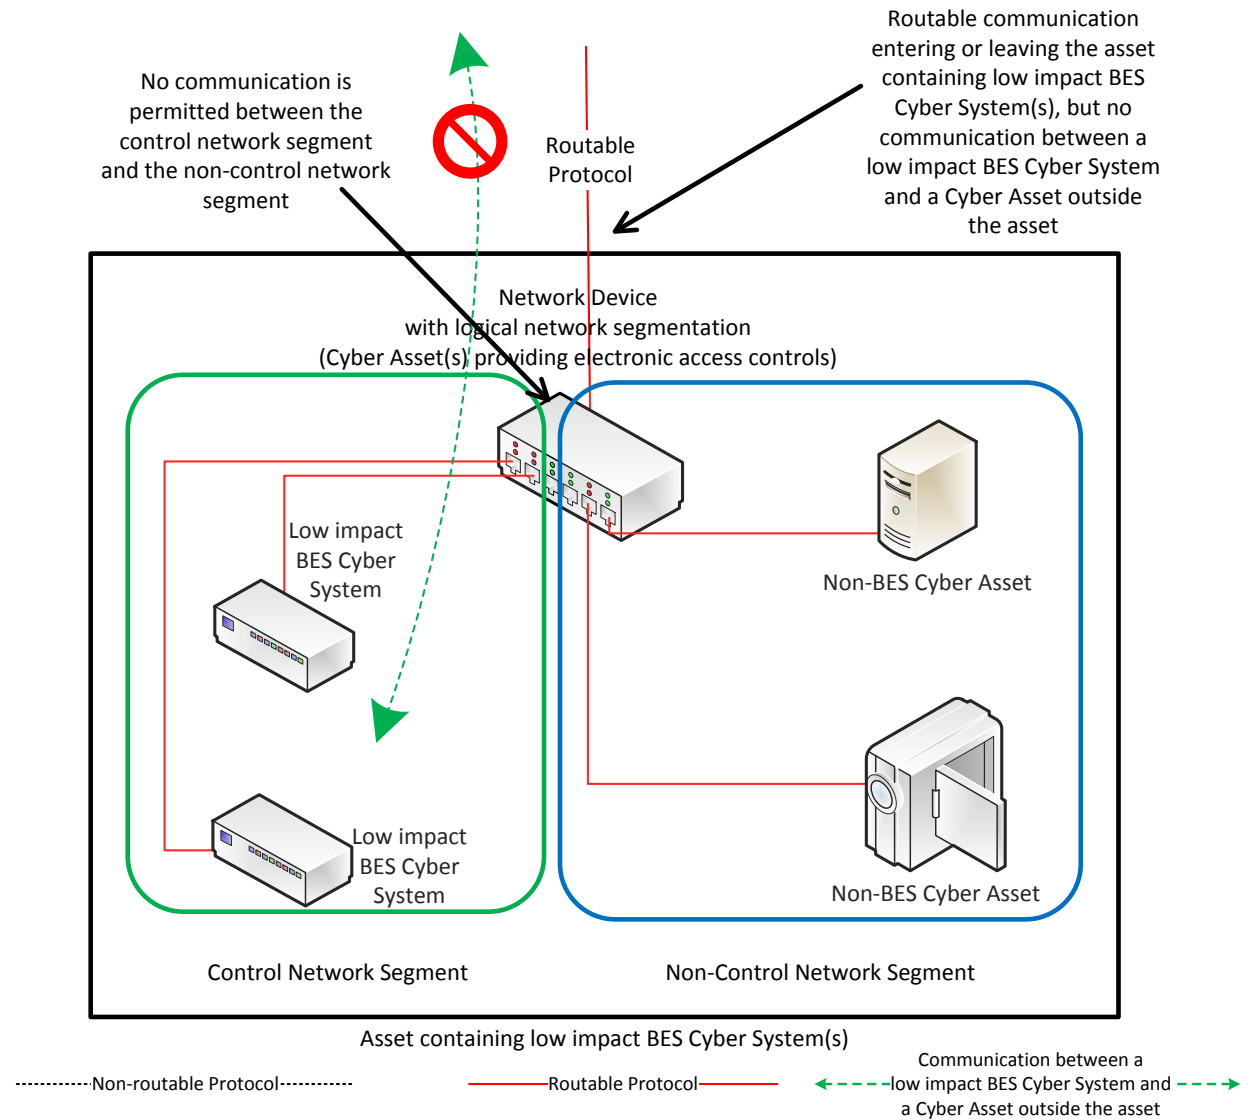 No communication is
permitted between the
control network segment
and the non-control network
segment
Routable
Protocol
Routable communication
entering or leaving the asset
containing low impact BES
Cyber System(s), but no
communication between a
low impact BES Cyber System
and a Cyber Asset outside
the asset
Network Device
with logical network segmentation
(Cyber Asset(s) providing electronic access controls)
Low impact
BES Cyber
System
Low impact
BES Cyber
System
Non-BES Cyber Asset
Non-BES Cyber Asset
Control Network Segment
Non-Control Network Segment
Asset containing low impact BES Cyber System(s)
Non-routable Protocol
Routable Protocol
Communication between a
low impact BES Cyber System and
a Cyber Asset outside the asset